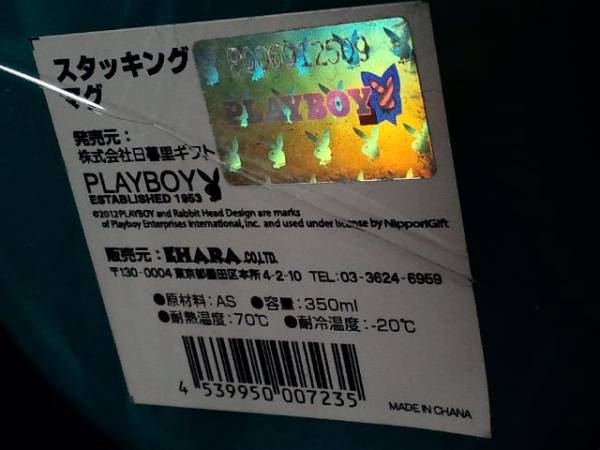 スタッキング
マグ
P006912509
PLAYBOY
発売元：
株式会社日暮里ギフト
PLAYBOY
ESTABLISHED 1953
©2012 PLAYBOY and Rabbit Head Design are marks
of Playboy Enterprises International, Inc. and used under license by NipporiGift
販売元：EHARA CO.,LTD.
〒130-0004 東京都墨田区本所4-2-10 TEL:03-3624-6959
●原材料：AS ●容量：350ml
●耐熱温度：70℃ ●耐冷温度：-20℃
4 539950 007235
MADE IN CHANA